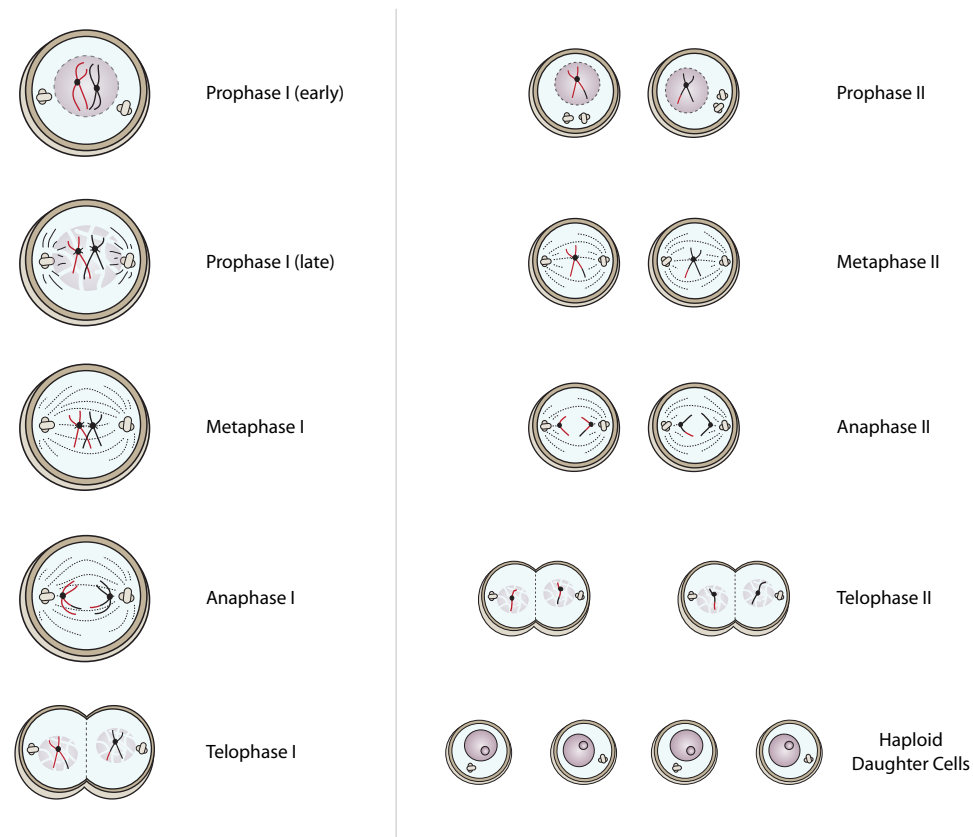 Prophase I (early)
Prophase I (late)
Metaphase I
Anaphase I
Telophase I
Prophase II
Metaphase II
Anaphase II
Telophase II
Haploid
Daughter Cells